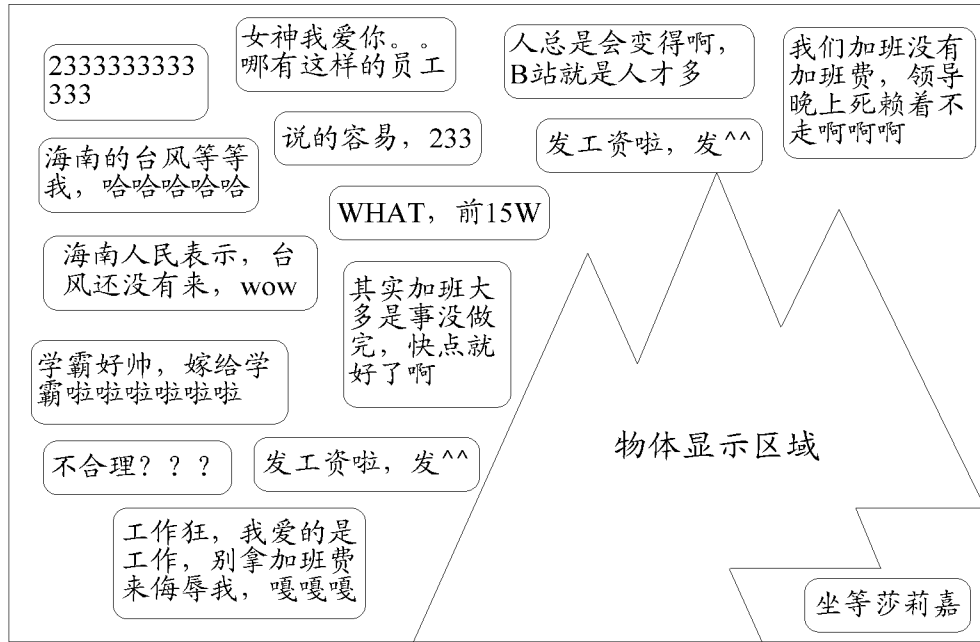 2333333333
333
女神我爱你。。
哪有这样的员工
人总是会变得啊，
B站就是人才多
我们加班没有
加班费，领导
晚上死赖着不
走啊啊啊
说的容易，233
发工资啦，发^^
海南的台风等等
我，哈哈哈哈哈
WHAT，前15W
海南人民表示，台
风还没有来，wow
其实加班大
多是事没做
完，快点就
好了啊
学霸好帅，嫁给学
霸啦啦啦啦啦啦
物体显示区域
不合理？？？
发工资啦，发^^
工作狂，我爱的是
工作，别拿加班费
来侮辱我，嘎嘎嘎
坐等莎莉嘉